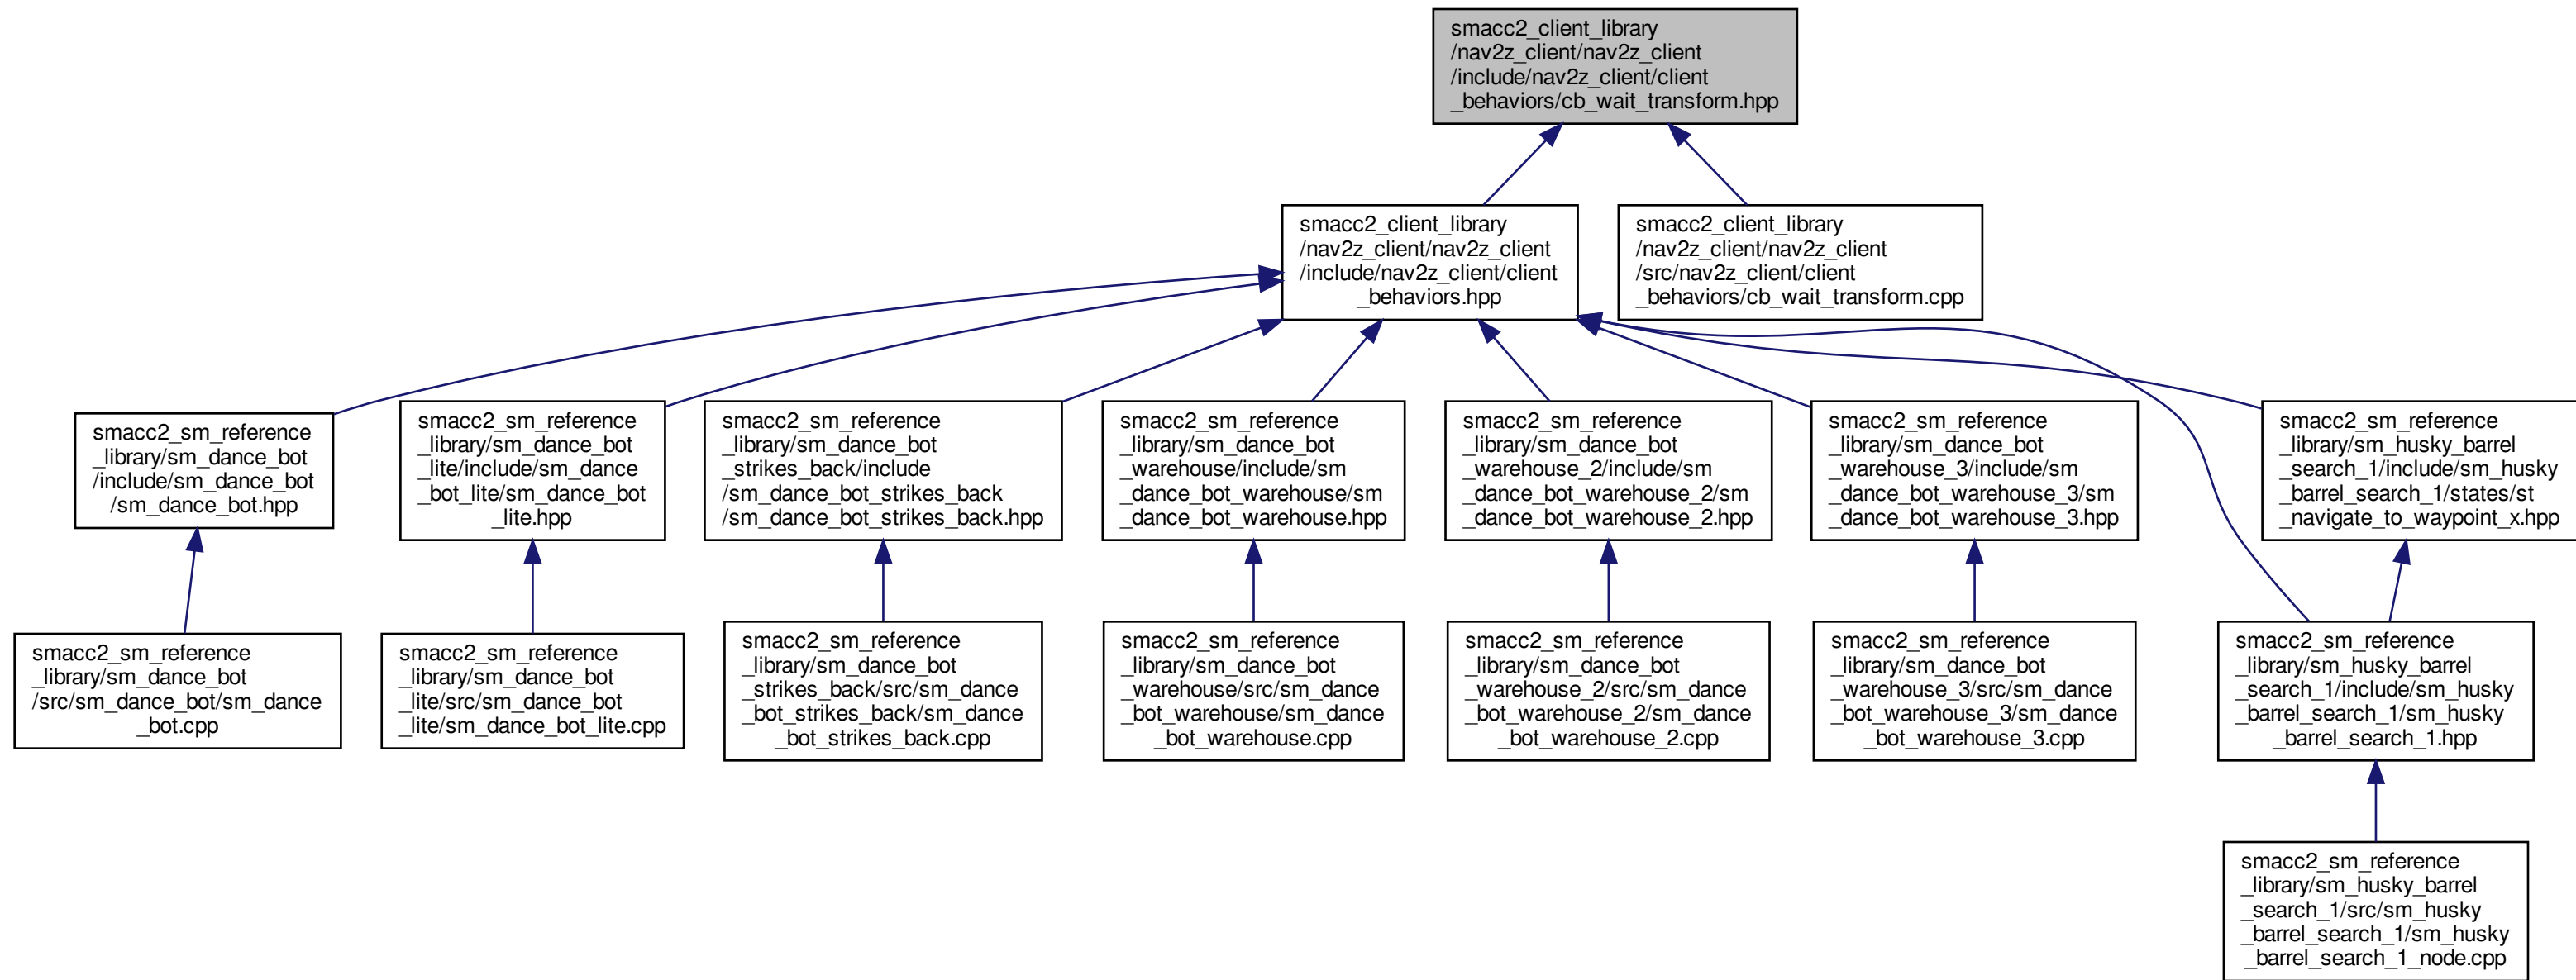 smacc2_client_library
/nav2z_client/nav2z_client
/include/nav2z_client/client
_behaviors/cb_wait_transform.hpp
smacc2_client_library
/nav2z_client/nav2z_client
/include/nav2z_client/client
_behaviors.hpp
smacc2_client_library
/nav2z_client/nav2z_client
/src/nav2z_client/client
_behaviors/cb_wait_transform.cpp
smacc2_sm_reference
_library/sm_dance_bot
/include/sm_dance_bot
/sm_dance_bot.hpp
smacc2_sm_reference
_library/sm_dance_bot
_lite/include/sm_dance
_bot_lite/sm_dance_bot
_lite.hpp
smacc2_sm_reference
_library/sm_dance_bot
_strikes_back/include
/sm_dance_bot_strikes_back
/sm_dance_bot_strikes_back.hpp
smacc2_sm_reference
_library/sm_dance_bot
_warehouse/include/sm
_dance_bot_warehouse/sm
_dance_bot_warehouse.hpp
smacc2_sm_reference
_library/sm_dance_bot
_warehouse_2/include/sm
_dance_bot_warehouse_2/sm
_dance_bot_warehouse_2.hpp
smacc2_sm_reference
_library/sm_dance_bot
_warehouse_3/include/sm
_dance_bot_warehouse_3/sm
_dance_bot_warehouse_3.hpp
smacc2_sm_reference
_library/sm_husky_barrel
_search_1/include/sm_husky
_barrel_search_1/states/st
_navigate_to_waypoint_x.hpp
smacc2_sm_reference
_library/sm_dance_bot
/src/sm_dance_bot/sm_dance
_bot.cpp
smacc2_sm_reference
_library/sm_dance_bot
_lite/src/sm_dance_bot
_lite/sm_dance_bot_lite.cpp
smacc2_sm_reference
_library/sm_dance_bot
_strikes_back/src/sm_dance
_bot_strikes_back/sm_dance
_bot_strikes_back.cpp
smacc2_sm_reference
_library/sm_dance_bot
_warehouse/src/sm_dance
_bot_warehouse/sm_dance
_bot_warehouse.cpp
smacc2_sm_reference
_library/sm_dance_bot
_warehouse_2/src/sm_dance
_bot_warehouse_2/sm_dance
_bot_warehouse_2.cpp
smacc2_sm_reference
_library/sm_dance_bot
_warehouse_3/src/sm_dance
_bot_warehouse_3/sm_dance
_bot_warehouse_3.cpp
smacc2_sm_reference
_library/sm_husky_barrel
_search_1/include/sm_husky
_barrel_search_1/sm_husky
_barrel_search_1.hpp
smacc2_sm_reference
_library/sm_husky_barrel
_search_1/src/sm_husky
_barrel_search_1/sm_husky
_barrel_search_1_node.cpp